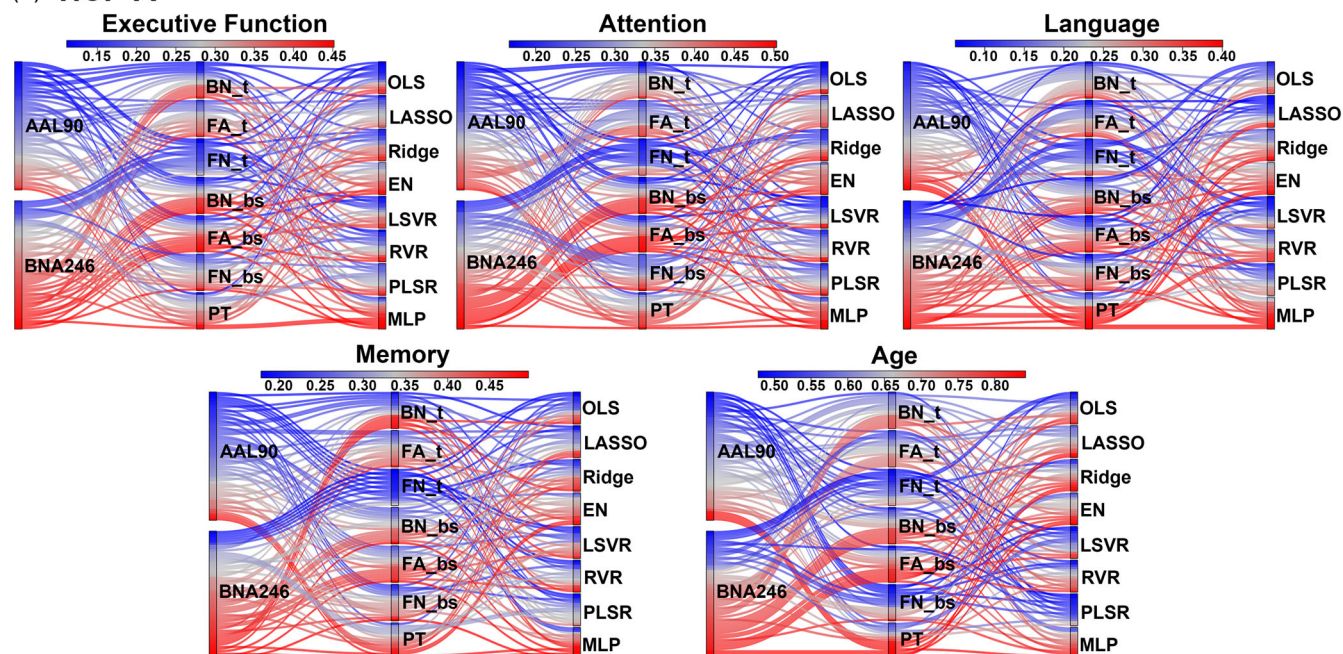 Executive Function
0.15 0.20 0.25 0.30 0.35 0.40 0.45
AAL90
BNA246
BN_t
FA_t
FN_t
BN_bs
FA_bs
FN_bs
PT
OLS
LASSO
Ridge
EN
LSVR
RVR
PLSR
MLP
Attention
0.20 0.25 0.30 0.35 0.40 0.45 0.50
AAL90
BNA246
BN_t
FA_t
FN_t
BN_bs
FA_bs
FN_bs
PT
OLS
LASSO
Ridge
EN
LSVR
RVR
PLSR
MLP
Language
0.10 0.15 0.20 0.25 0.30 0.35 0.40
AAL90
BNA246
BN_t
FA_t
FN_t
BN_bs
FA_bs
FN_bs
PT
OLS
LASSO
Ridge
EN
LSVR
RVR
PLSR
MLP
Memory
0.20 0.25 0.30 0.35 0.40 0.45
AAL90
BNA246
BN_t
FA_t
FN_t
BN_bs
FA_bs
FN_bs
PT
OLS
LASSO
Ridge
EN
LSVR
RVR
PLSR
MLP
Age
0.50 0.55 0.60 0.65 0.70 0.75 0.80
AAL90
BNA246
BN_t
FA_t
FN_t
BN_bs
FA_bs
FN_bs
PT
OLS
LASSO
Ridge
EN
LSVR
RVR
PLSR
MLP